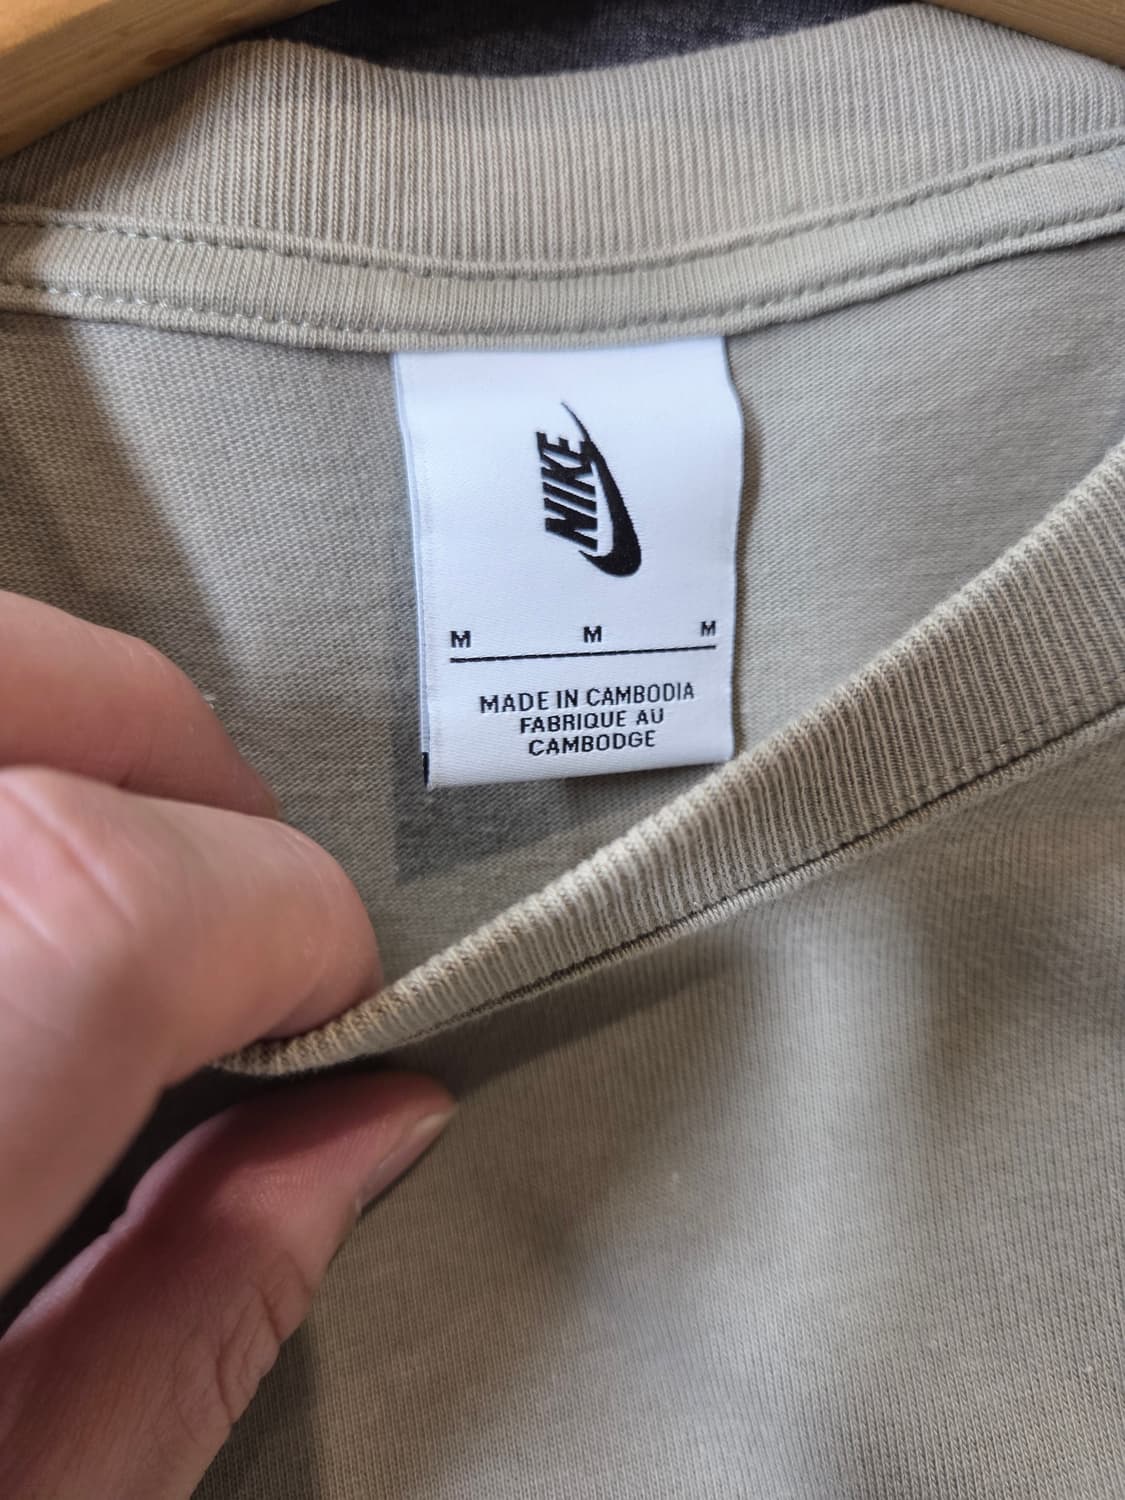 NIKE
M M M
MADE IN CAMBODIA
FABRIQUE AU
CAMBODGE